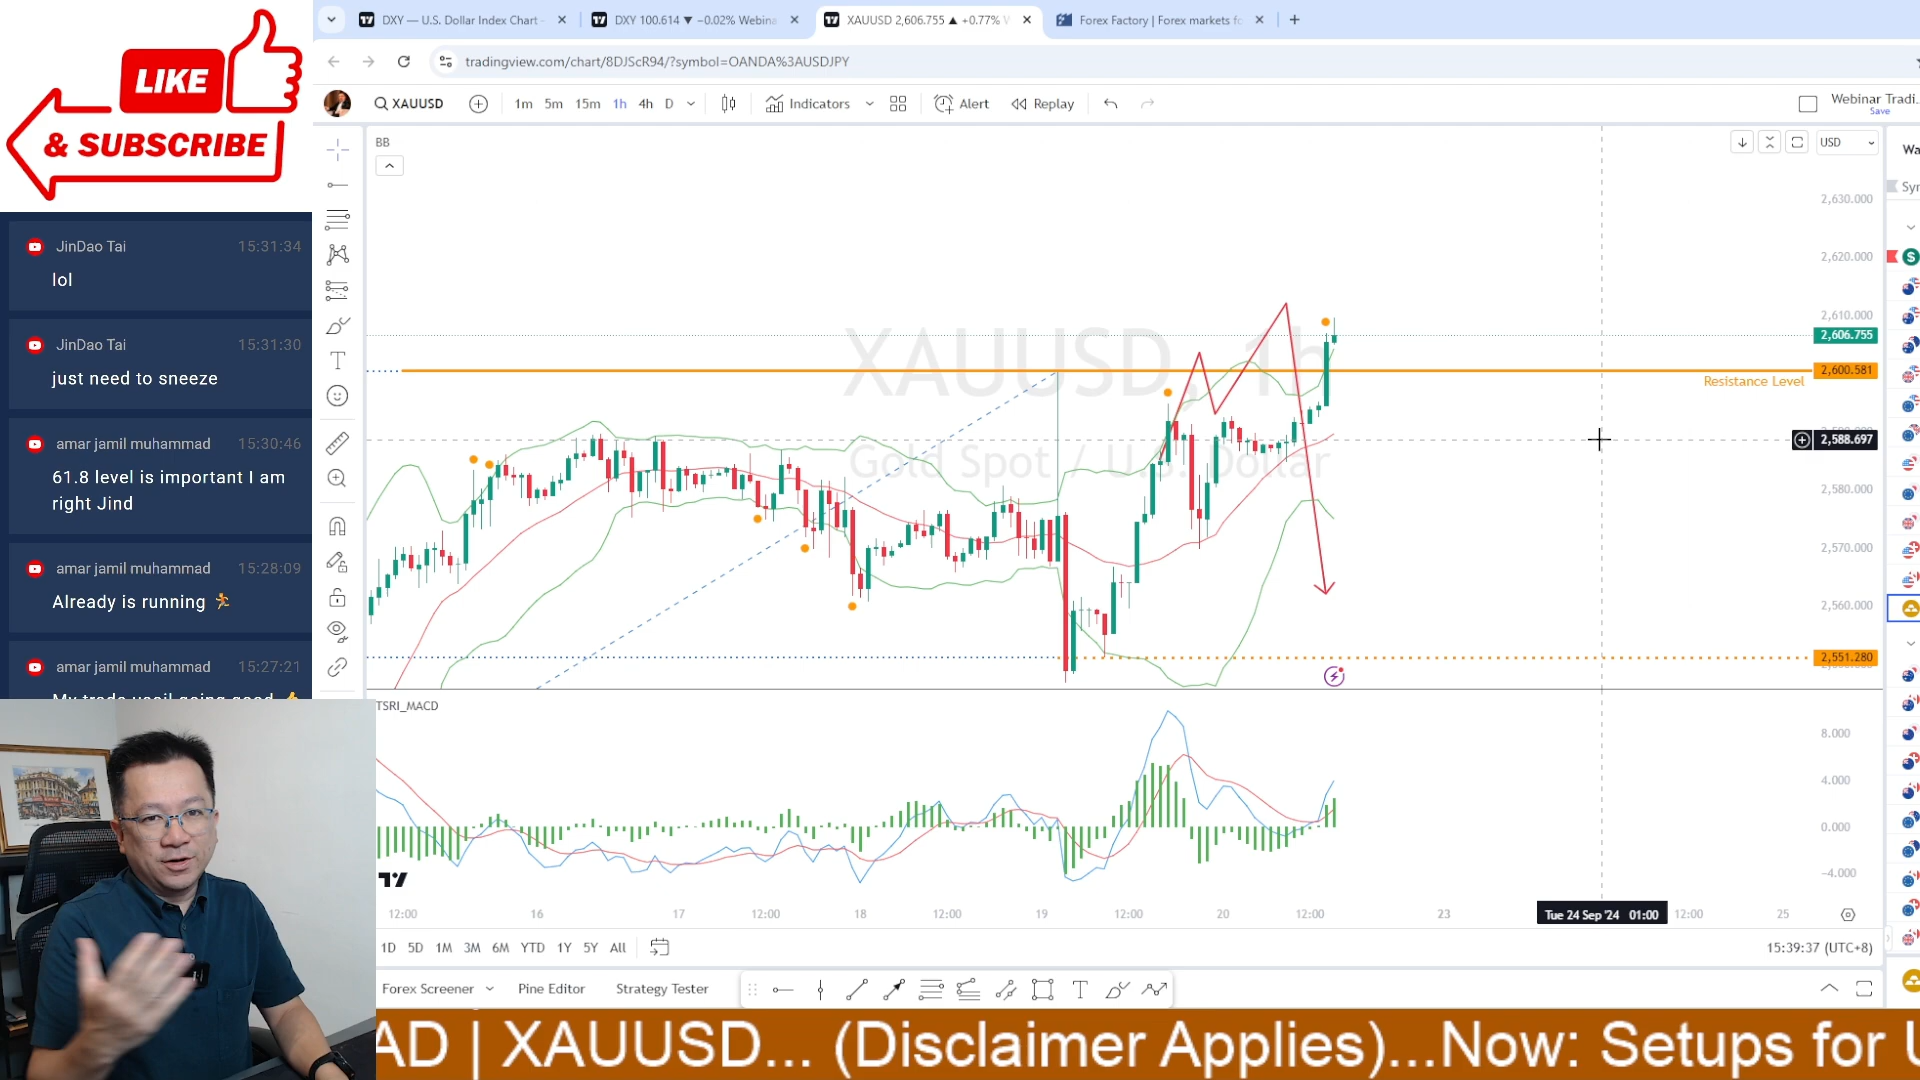 LIKE
& SUBSCRIBE
JinDao Tai 15:31:34
lol
JinDao Tai 15:31:30
just need to sneeze
amar jamil muhammad 15:30:46
61.8 level is important I am
right Jind
amar jamil muhammad 15:28:09
Already is running
amar jamil muhammad 15:27:21
DXY — U.S. Dollar Index Chart -
DXY 100.614 ▼ −0.02% Webina
XAUUSD 2,606.755 ▲ +0.77% W
Forex Factory | Forex markets fo
tradingview.com/chart/8DJScR94/?symbol=OANDA%3AUSDJPY
XAUUSD 1m 5m 15m 1h 4h D Indicators Alert Replay Webinar Tradi...
Save
BB
USD
Wa
Syn
XAUUSD, 1h
Gold Spot / U.S. Dollar
2,630.000
2,620.000
2,610.000
2,606.755
2,600.581
Resistance Level
2,588.697
2,580.000
2,570.000
2,560.000
2,551.280
TSRI_MACD
8.000
4.000
0.000
−4.000
12:00 16 17 12:00 18 12:00 19 12:00 20 12:00 23 Tue 24 Sep '24 01:00 12:00 25
1D 5D 1M 3M 6M YTD 1Y 5Y All 15:39:37 (UTC+8)
Forex Screener Pine Editor Strategy Tester
AD | XAUUSD... (Disclaimer Applies)...Now: Setups for U